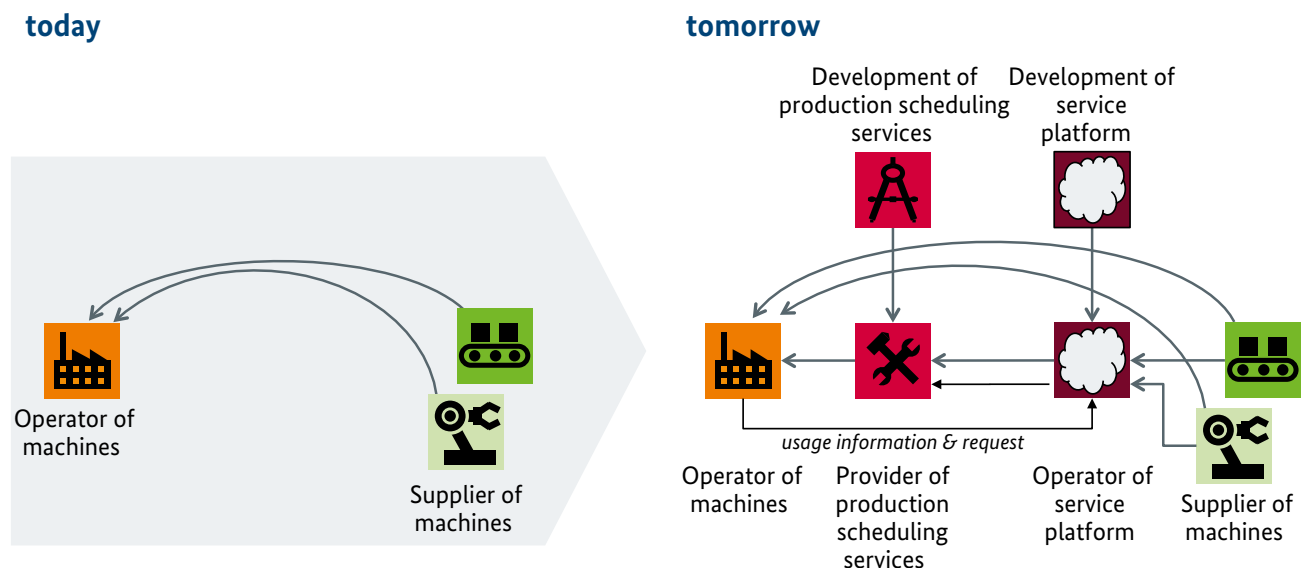 today
Operator of
machines
Supplier of
machines
tomorrow
Development of
production scheduling
services
Development of
service
platform
usage information & request
Operator of
machines
Provider of
production
scheduling
services
Operator of
service
platform
Supplier of
machines